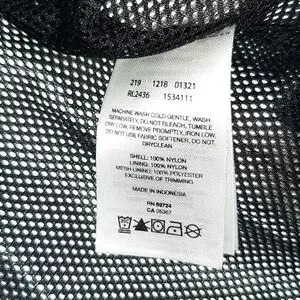 219 1218 01321
RL2436 1534111
MACHINE WASH COLD GENTLE, WASH
SEPARATELY, DO NOT BLEACH, TUMBLE
DRY LOW, REMOVE PROMPTLY, IRON LOW,
DO NOT USE FABRIC SOFTENER, DO NOT
DRYCLEAN
SHELL: 100% NYLON
LINING: 100% NYLON
MESH LINING: 100% POLYESTER
EXCLUSIVE OF TRIMMING
MADE IN INDONESIA
RN 69724
CA 26367